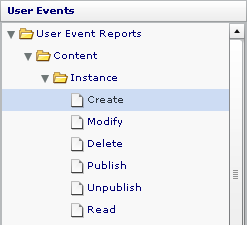 User Events
User Event Reports
Content
Instance
Create
Modify
Delete
Publish
Unpublish
Read